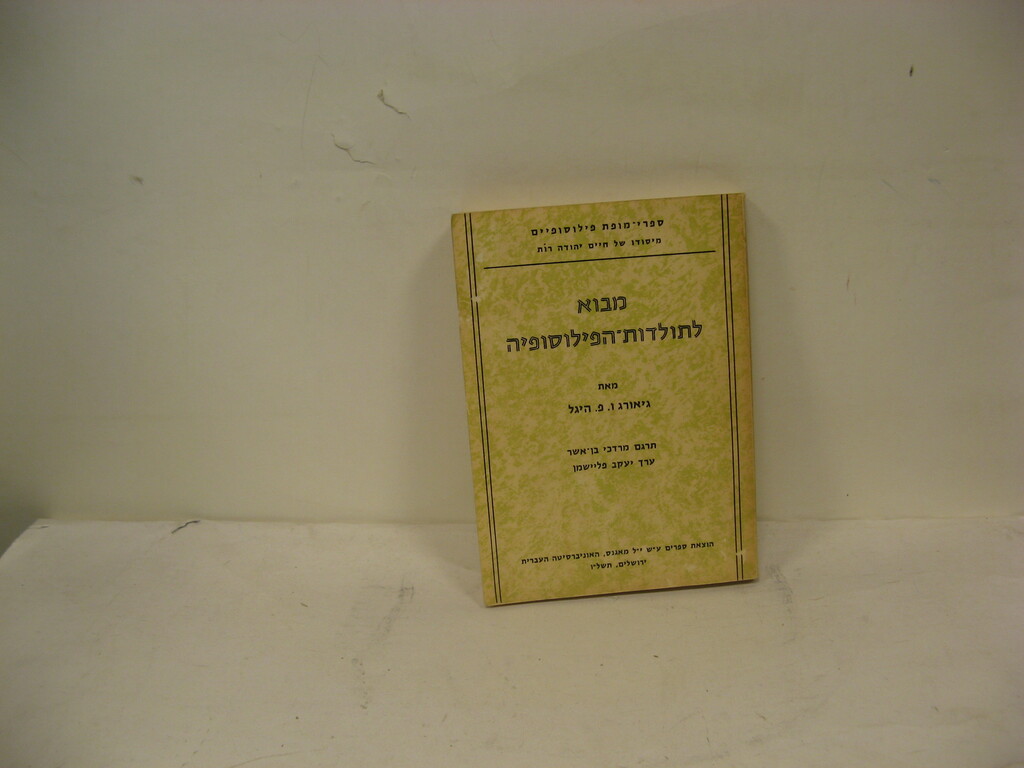 ספרי־מופת פילוסופיים
מיסודו של חיים יהודה רות
מבוא
לתולדות־הפילוסופיה
מאת
גיאורג ו. פ. היגל
תרגם מרדכי בן־אשר
ערך יעקב פליישמן
הוצאת ספרים ע״ש י״ל מאגנס, האוניברסיטה העברית
ירושלים, תשל״ו